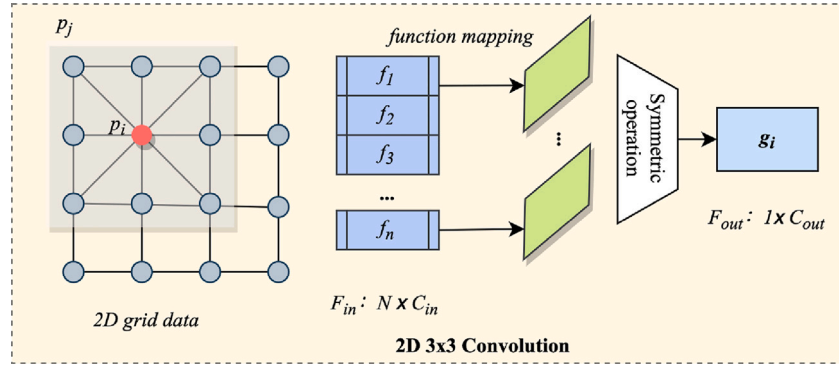 p_j
function mapping
f_1
p_i
f_2
f_3
...
...
f_n
Symmetric
operation
g_i
F_out: 1 x C_out
F_in: N x C_in
2D grid data
2D 3x3 Convolution